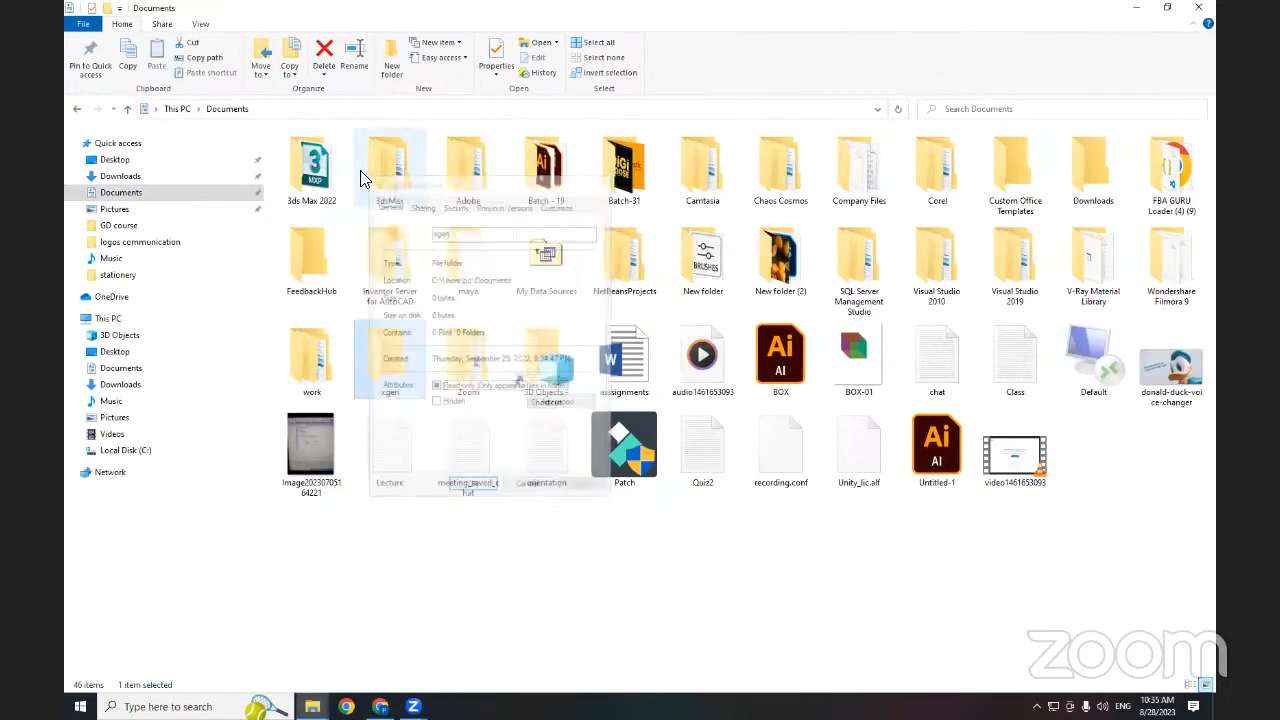 Documents
File Home Share View
Pin to Quick access
Copy
Paste
Cut
Copy path
Paste shortcut
Move to
Copy to
Delete
Rename
New folder
New item
Easy access
Properties
Open
Edit
History
Select all
Select none
Invert selection
Clipboard Organize New Open Select
This PC > Documents
Search Documents
Quick access
Desktop
Downloads
Documents
Pictures
GD course
logos communication
Music
stationery
OneDrive
This PC
3D Objects
Desktop
Documents
Downloads
Music
Pictures
Videos
Local Disk (C:)
Network
3ds Max 2022
3dsMax
Adobe
Batch - 19
Batch-31
Camtasia
Chaos Cosmos
Company Files
Corel
Custom Office Templates
Downloads
FBA GURU Loader (4) (9)
General Sharing Security Previous Versions Customize
xgen
Type: File folder
Location: C:\Users\pc\Documents
0 bytes
Size on disk: 0 bytes
Contains: 0 Files, 0 Folders
Created: Thursday, September 29, 2022,
Attributes: Read-only (Only applies to files in folder)
Hidden
FeedbackHub
Inventor Server for AutoCAD
maya
My Data Sources
NetBeansProjects
New folder
New folder (2)
SQL Server Management Studio
Visual Studio 2010
Visual Studio 2019
V-Ray Material Library
Wondershare Filmora 9
BRUSHES
work
xgen
Zoom
3D Objects - Shortcut
assignments
audio1461653093
BOX
BOX-01
chat
Class
Default
donald-duck-voice-changer
image20230705164221
Lecture
meeting_saved_chat
orientation
Patch
Quiz2
recording.conf
Unity_lic.alf
Untitled-1
video1461653093
zoom
46 items 1 item selected
Type here to search
ENG
10:35 AM
8/28/2023